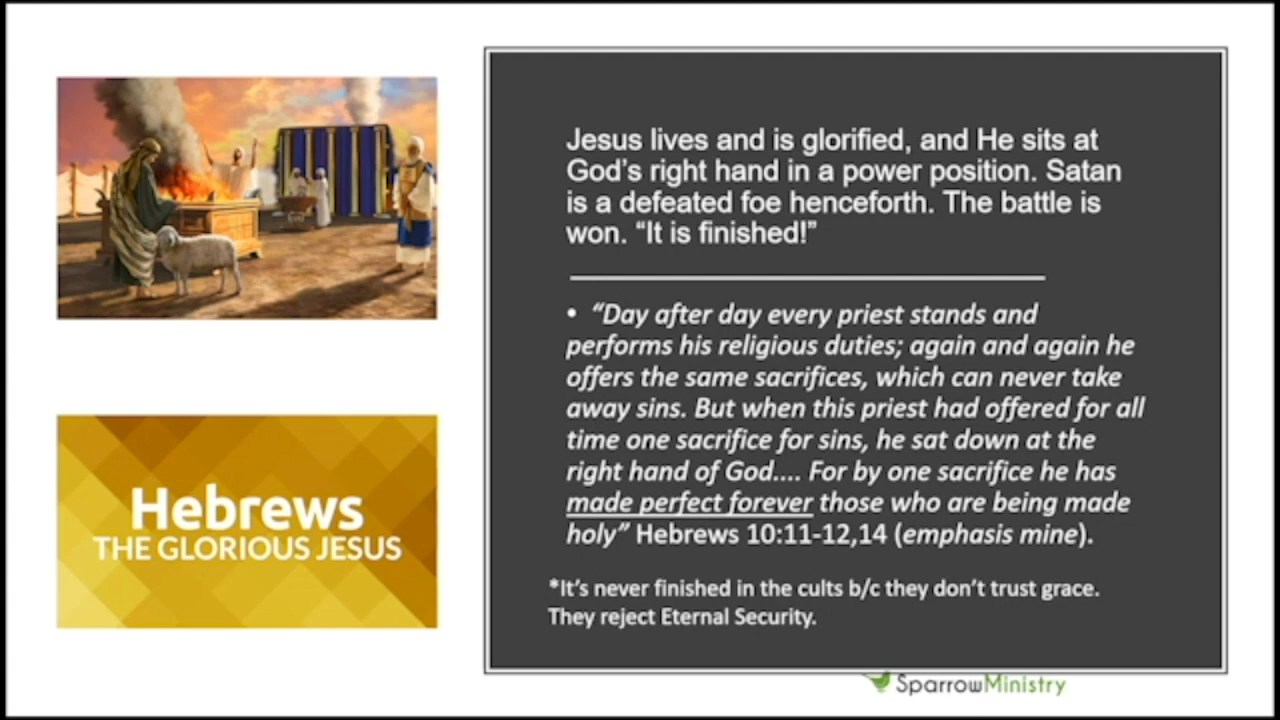 Jesus lives and is glorified, and He sits at
God’s right hand in a power position. Satan
is a defeated foe henceforth. The battle is
won. “It is finished!”
• “Day after day every priest stands and
performs his religious duties; again and again he
offers the same sacrifices, which can never take
away sins. But when this priest had offered for all
time one sacrifice for sins, he sat down at the
right hand of God.... For by one sacrifice he has
made perfect forever those who are being made
holy” Hebrews 10:11-12,14 (emphasis mine).
*It’s never finished in the cults b/c they don’t trust grace.
They reject Eternal Security.
Hebrews
THE GLORIOUS JESUS
SparrowMinistry